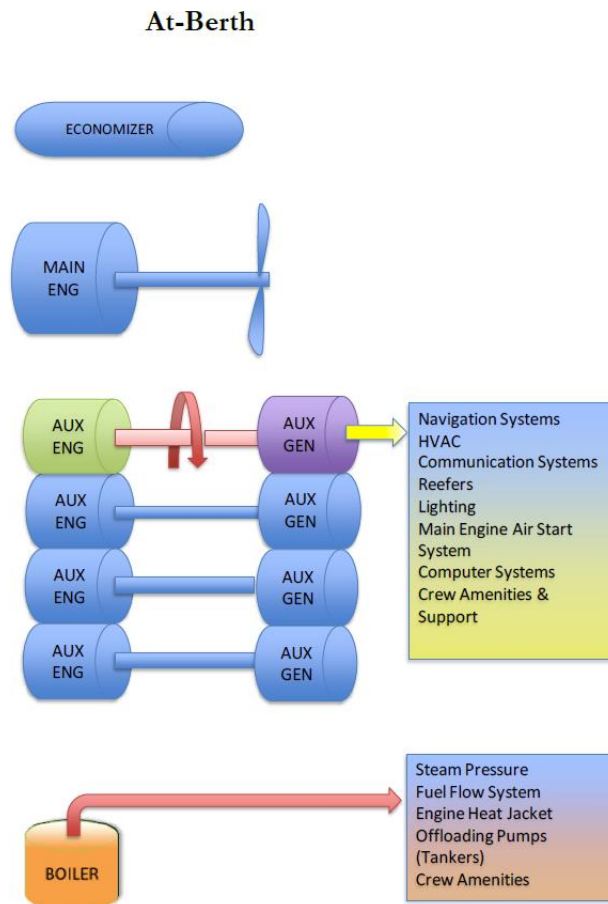 At-Berth
ECONOMIZER
MAIN
ENG
AUX
ENG
AUX
GEN
Navigation Systems
HVAC
Communication Systems
Reefers
Lighting
Main Engine Air Start
System
Computer Systems
Crew Amenities &
Support
AUX
ENG
AUX
GEN
AUX
ENG
AUX
GEN
AUX
ENG
AUX
GEN
Steam Pressure
Fuel Flow System
Engine Heat Jacket
Offloading Pumps
(Tankers)
Crew Amenities
BOILER